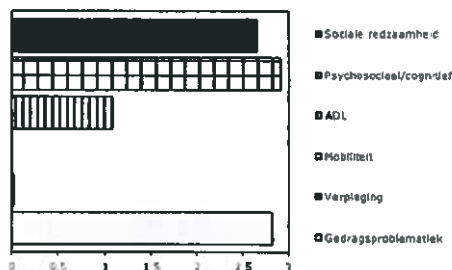 Sociale redzaamheid
Psychosociaal/cognitief
ADL
Mobiliteit
Verpleging
Gedragsproblematiek
0 0.5 1 1.5 2 2.5 3